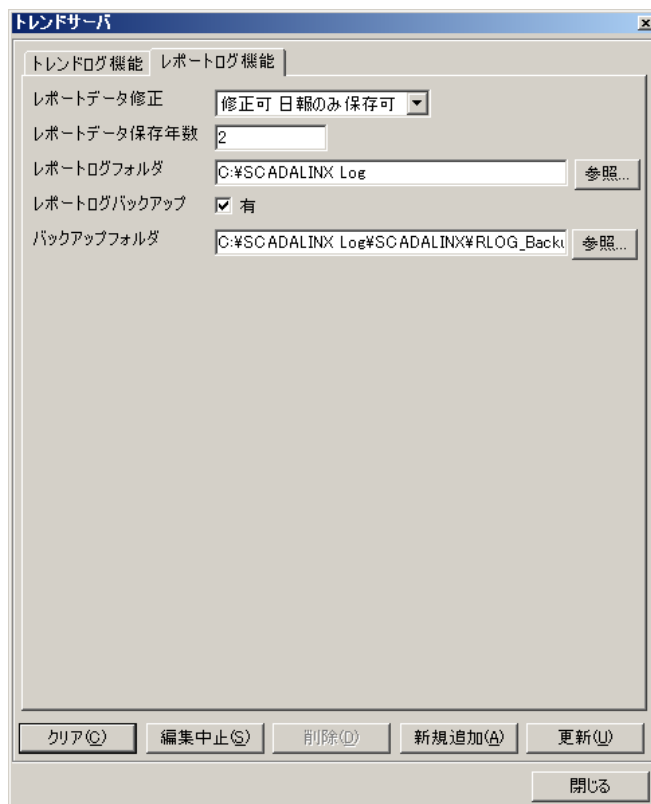 トレンドサーバ
トレンドログ機能 レポートログ機能
レポートデータ修正 修正可 日報のみ保存可
レポートデータ保存年数 2
レポートログフォルダ C:¥SCADALINX Log 参照...
レポートログバックアップ 有
バックアップフォルダ C:¥SCADALINX Log¥SCADALINX¥RLOG_Backu 参照...
クリア(C) 編集中止(S) 削除(D) 新規追加(A) 更新(U)
閉じる